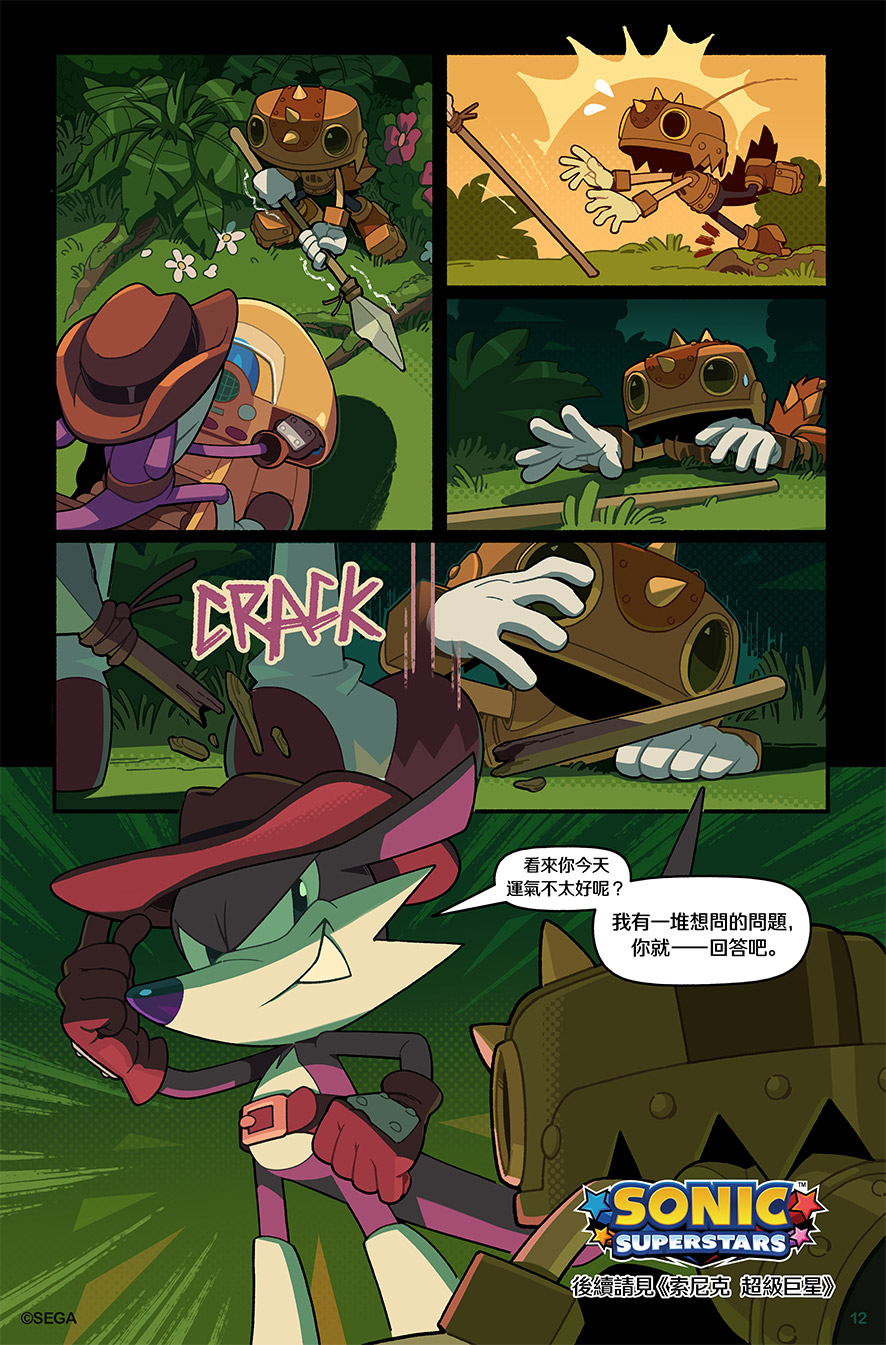 CRACK
看來你今天
運氣不太好呢？
我有一堆想問的問題，
你就一一回答吧。
SONIC
SUPERSTARS
TM
後續請見《索尼克 超級巨星》
©SEGA
12